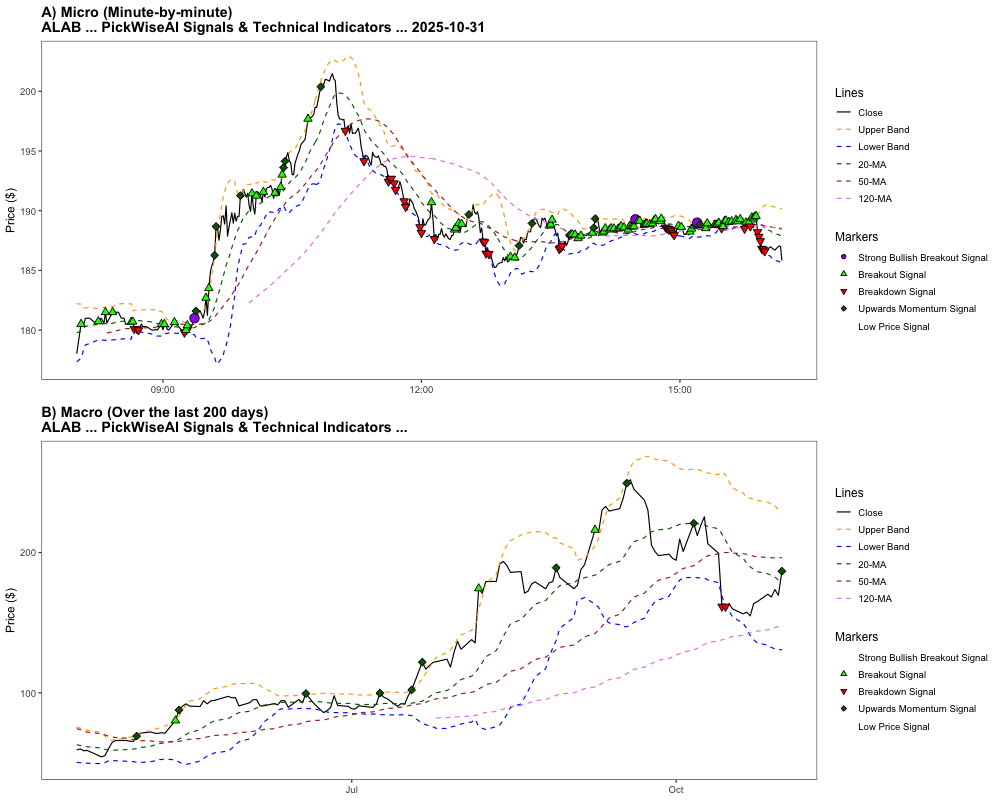 A) Micro (Minute-by-minute)
ALAB ... PickWiseAI Signals & Technical Indicators ... 2025-10-31
Price ($)
200
195
190
185
180
09:00
12:00
15:00
Lines
Close
Upper Band
Lower Band
20-MA
50-MA
120-MA
Markers
Strong Bullish Breakout Signal
Breakout Signal
Breakdown Signal
Upwards Momentum Signal
Low Price Signal
B) Macro (Over the last 200 days)
ALAB ... PickWiseAI Signals & Technical Indicators ...
Price ($)
200
100
Jul
Oct
Lines
Close
Upper Band
Lower Band
20-MA
50-MA
120-MA
Markers
Strong Bullish Breakout Signal
Breakout Signal
Breakdown Signal
Upwards Momentum Signal
Low Price Signal